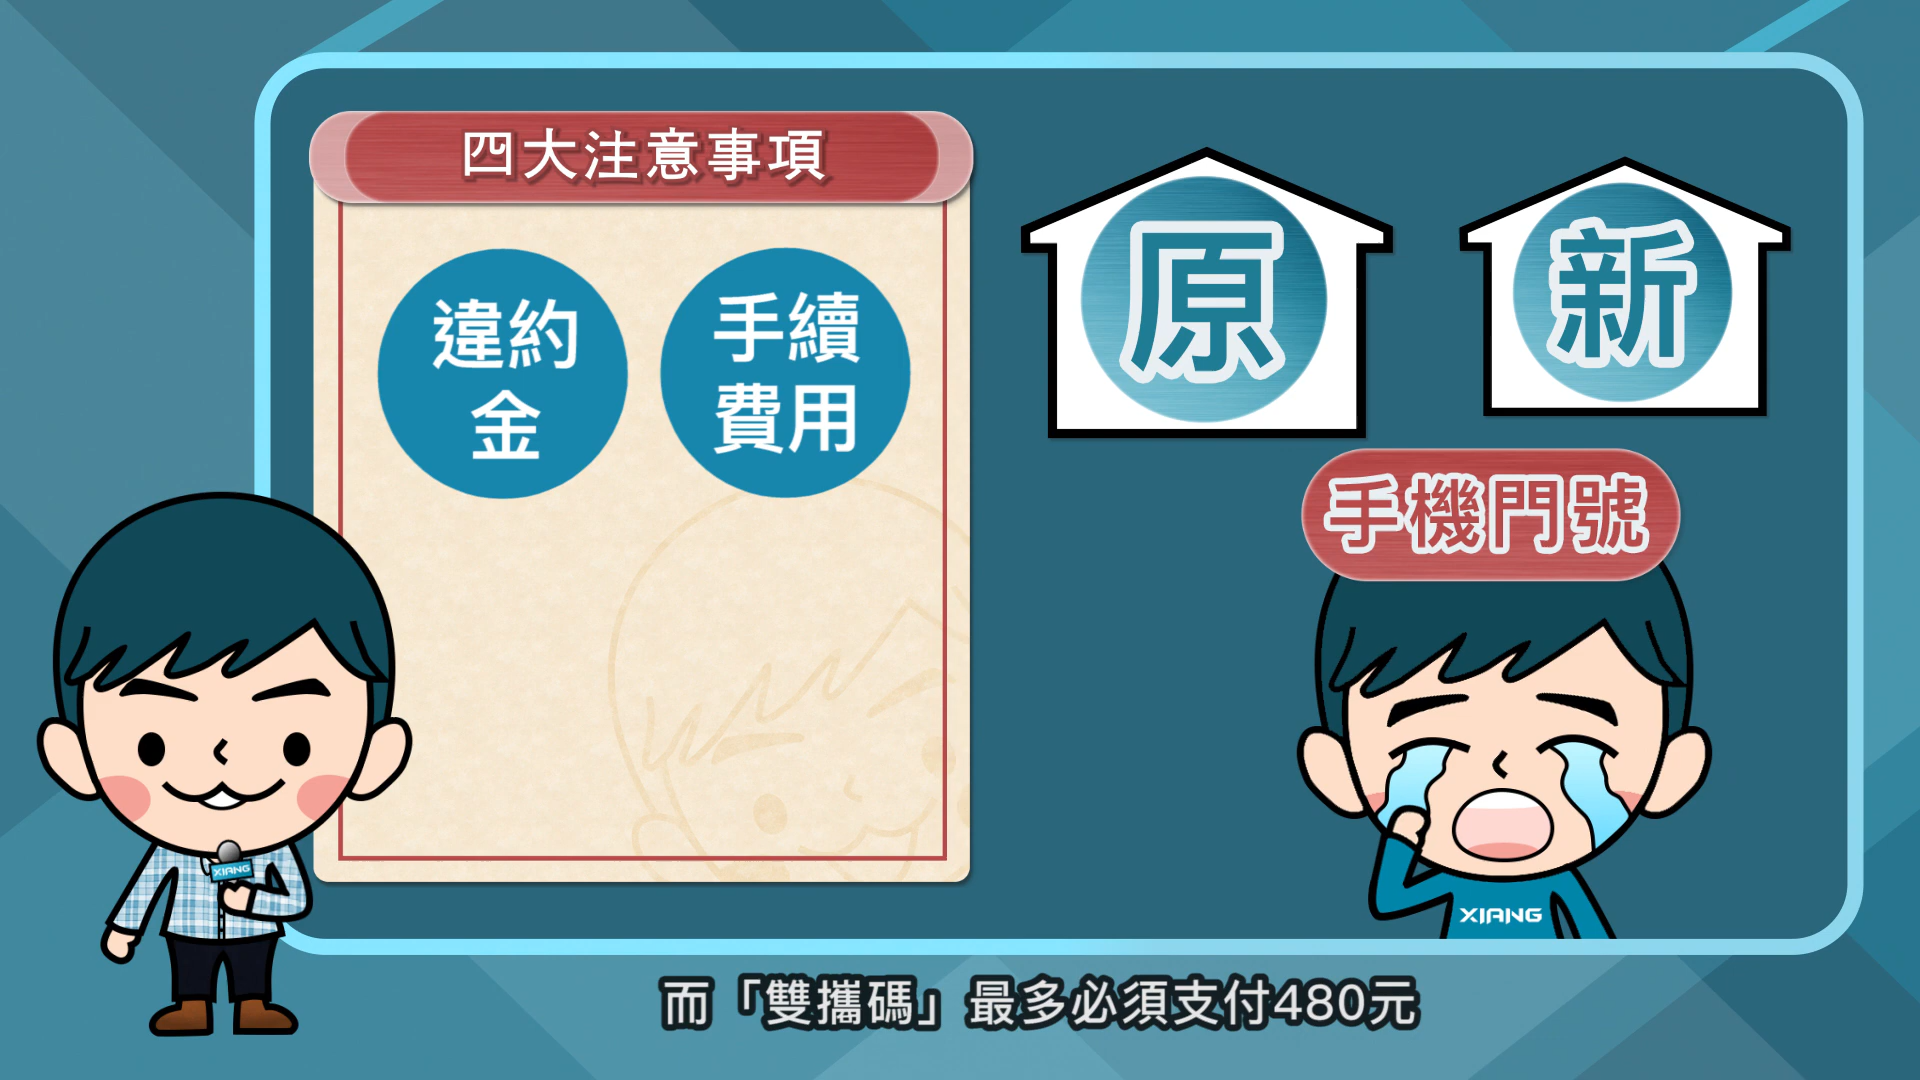 四大注意事項
違約
金
手續
費用
原
新
手機門號
XIANG
XIANG
而「雙攜碼」最多必須支付480元